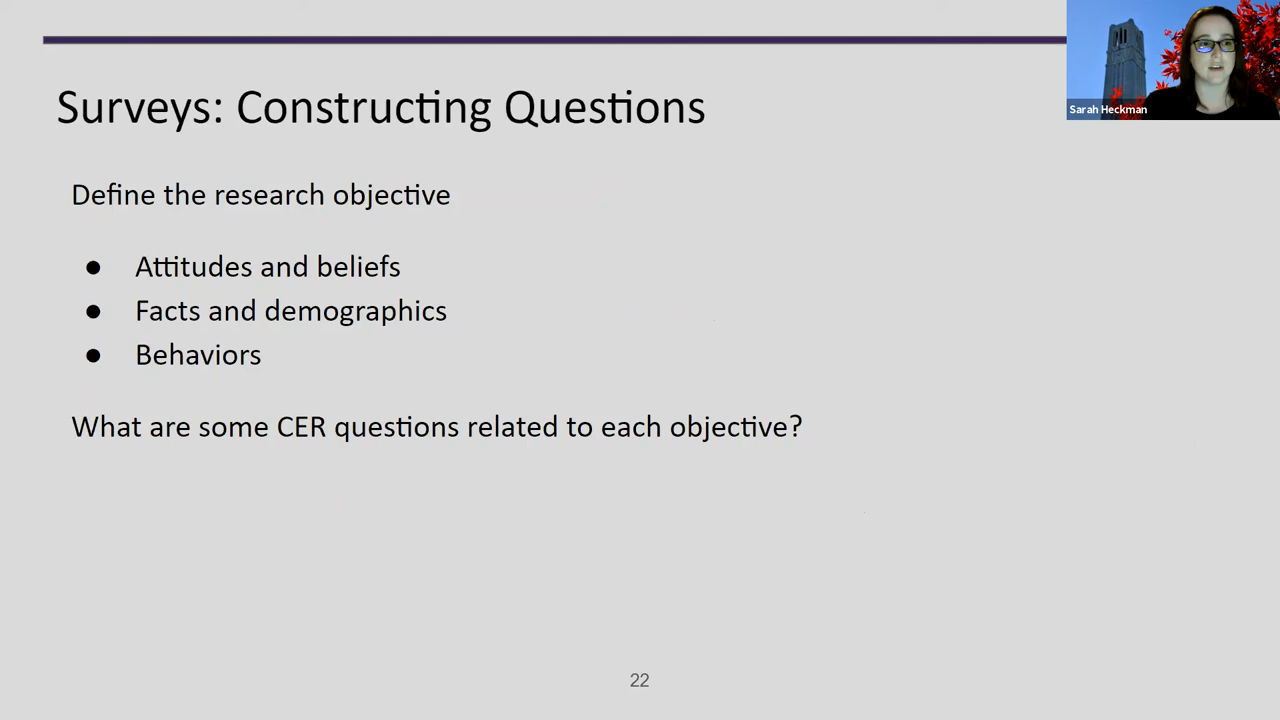 Sarah Heckman
Surveys: Constructing Questions
Define the research objective
● Attitudes and beliefs
● Facts and demographics
● Behaviors
What are some CER questions related to each objective?
22